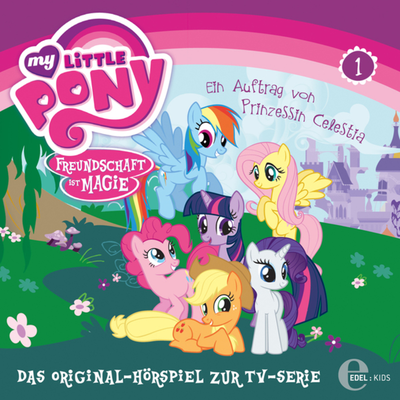 my
LITTLE
PONY
FREUNDSCHAFT
IST MAGIE
1
Ein Auftrag von
Prinzessin Celestia
DAS ORIGINAL-HÖRSPIEL ZUR TV-SERIE
e
EDEL:KIDS